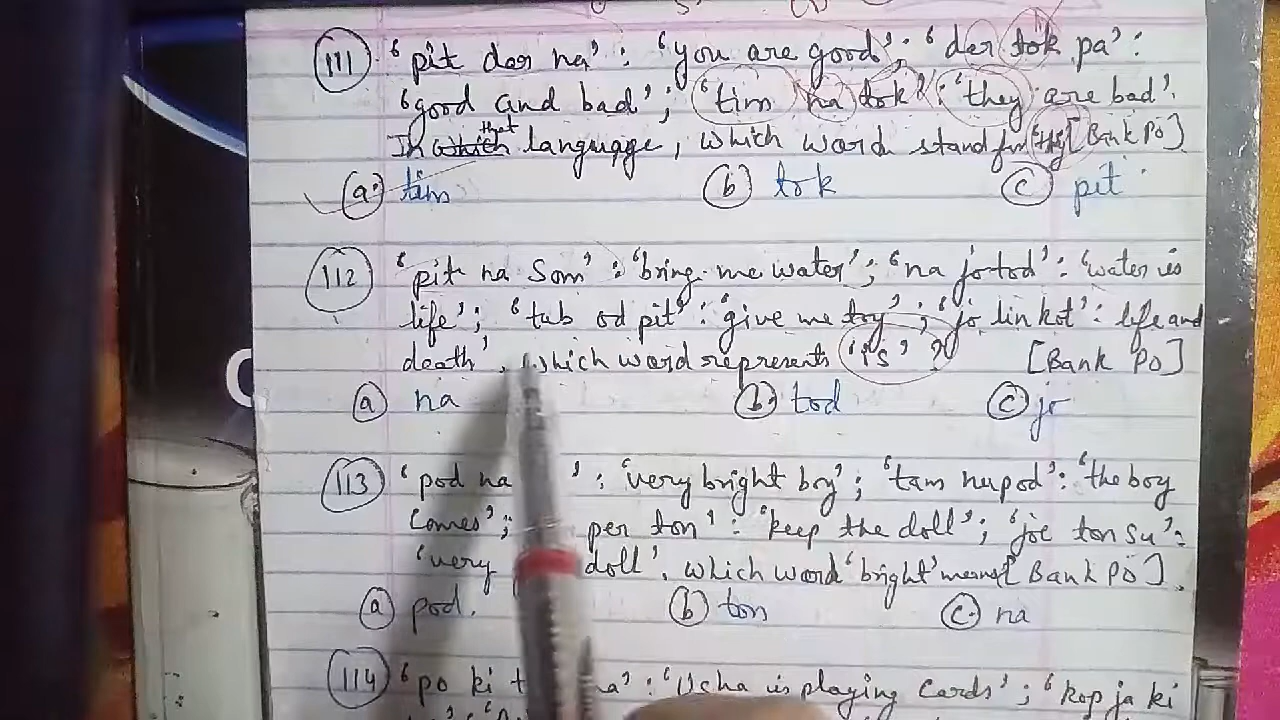 111 'pit dar na' : 'you are good' ; 'der tok pa' :
'good and bad' ; 'tim na tok' : 'they are bad'.
In that language, which word stand for [Bank PO]
(a) tim (b) tok (c) pit
112 'pit na som' : 'bring me water' ; 'na jo tod' : 'water is
life' ; 'tub od pit' : 'give me toy' ; 'jo lin kot' : life and
death'. which word represents 'is' ? [Bank PO]
(a) na (b) tod (c) jo
113 'pod na ' : 'very bright boy' ; 'tam nu pod' : 'the boy
comes' ; per ton' : 'keep the doll' ; 'joe ton su' :
'very doll'. which word 'bright' means [Bank PO].
(a) pod. (b) ton (c) na
114 'po ki t a' : 'Usha is playing cards' ; 'kop ja ki